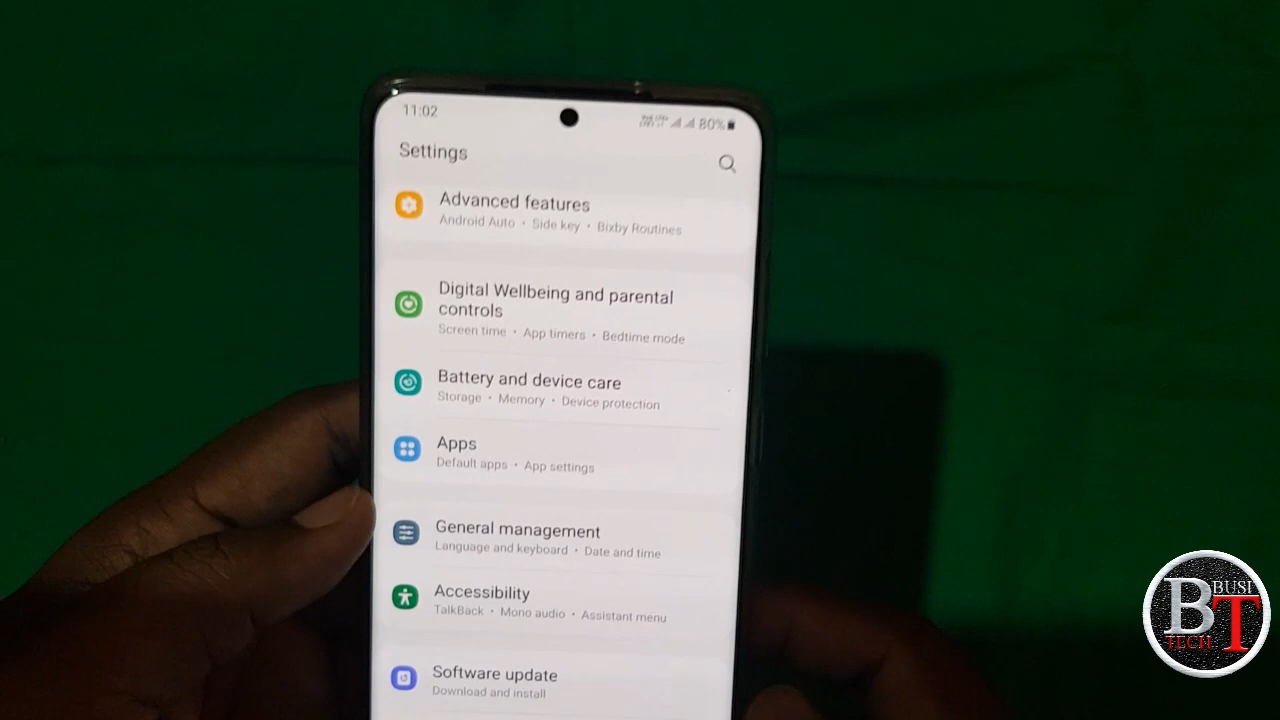 11:02
80%
Settings
Advanced features
Android Auto • Side key • Bixby Routines
Digital Wellbeing and parental
controls
Screen time • App timers • Bedtime mode
Battery and device care
Storage • Memory • Device protection
Apps
Default apps • App settings
General management
Language and keyboard • Date and time
Accessibility
TalkBack • Mono audio • Assistant menu
Software update
Download and install
BUSI
BT
TECH